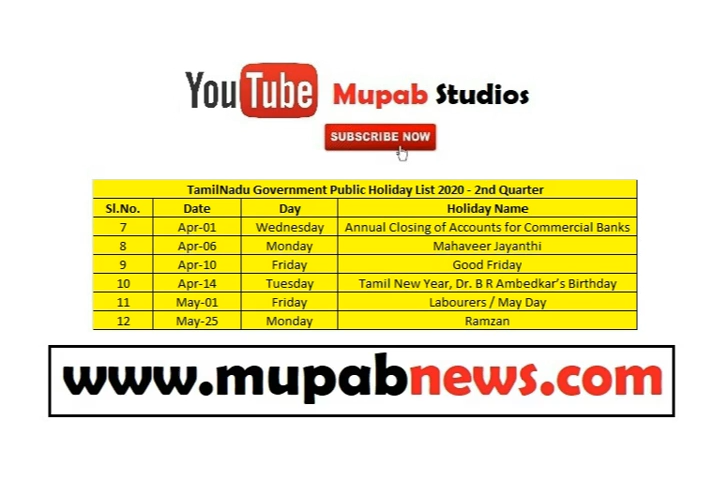 YouTube Mupab Studios
SUBSCRIBE NOW
TamilNadu Government Public Holiday List 2020 - 2nd Quarter
Sl.No. Date Day Holiday Name
7 Apr-01 Wednesday Annual Closing of Accounts for Commercial Banks
8 Apr-06 Monday Mahaveer Jayanthi
9 Apr-10 Friday Good Friday
10 Apr-14 Tuesday Tamil New Year, Dr. B R Ambedkar’s Birthday
11 May-01 Friday Labourers / May Day
12 May-25 Monday Ramzan
www.mupabnews.com